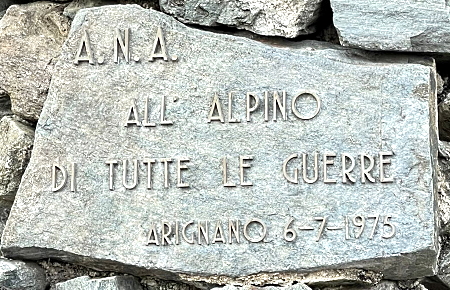 A.N.A.
ALL' ALPINO
DI TUTTE LE GUERRE
ARIGNANO 6-7-1975